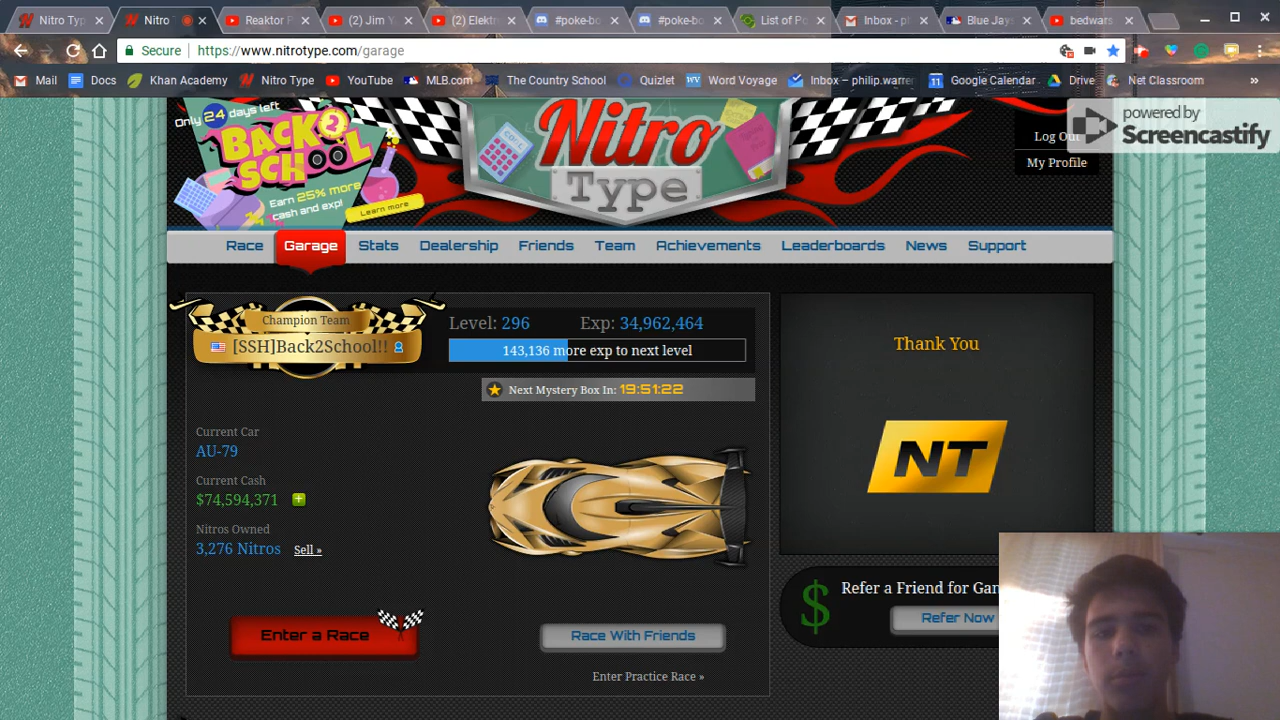 Nitro Typ
Nitro
Reaktor P
(2) Jim Y
(2) Elekt
#poke-bo
#poke-bo
List of Po
Inbox - p
Blue Jay
bedwars
Secure
https://www.nitrotype.com/garage
Mail
Docs
Khan Academy
Nitro Type
YouTube
MLB.com
The Country School
Quizlet
WV Word Voyage
Inbox – philip.warre
11 Google Calendar
Drive
Net Classroom
»
Only 24 days left
BACK 2
SCHOOL
Earn 25% more
cash and exp!
Learn more
Nitro
Type
Log Out
My Profile
powered by
Screencastify
Race
Garage
Stats
Dealership
Friends
Team
Achievements
Leaderboards
News
Support
Champion Team
[SSH]Back2School!!
Level: 296
Exp: 34,962,464
143,136 more exp to next level
Next Mystery Box In: 19:51:22
Current Car
AU-79
Current Cash
$74,594,371 +
Nitros Owned
3,276 Nitros
Sell »
Enter a Race
Race With Friends
Enter Practice Race »
Thank You
NT
$
Refer a Friend for Gar
Refer Now